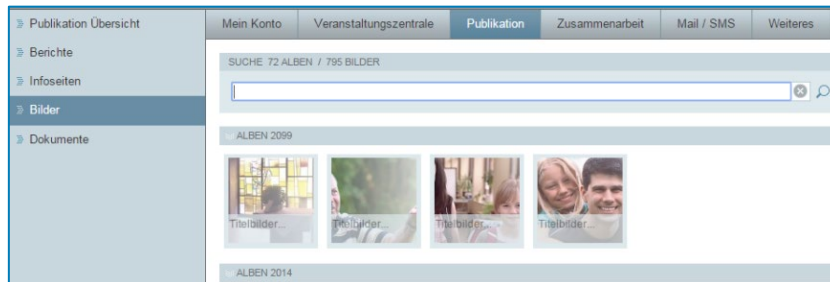 Publikation Übersicht
Berichte
Infoseiten
Bilder
Dokumente
Mein Konto Veranstaltungszentrale Publikation Zusammenarbeit Mail / SMS Weiteres
SUCHE 72 ALBEN / 795 BILDER
ALBEN 2099
Titelbilder... Titelbilder... Titelbilder... Titelbilder...
ALBEN 2014